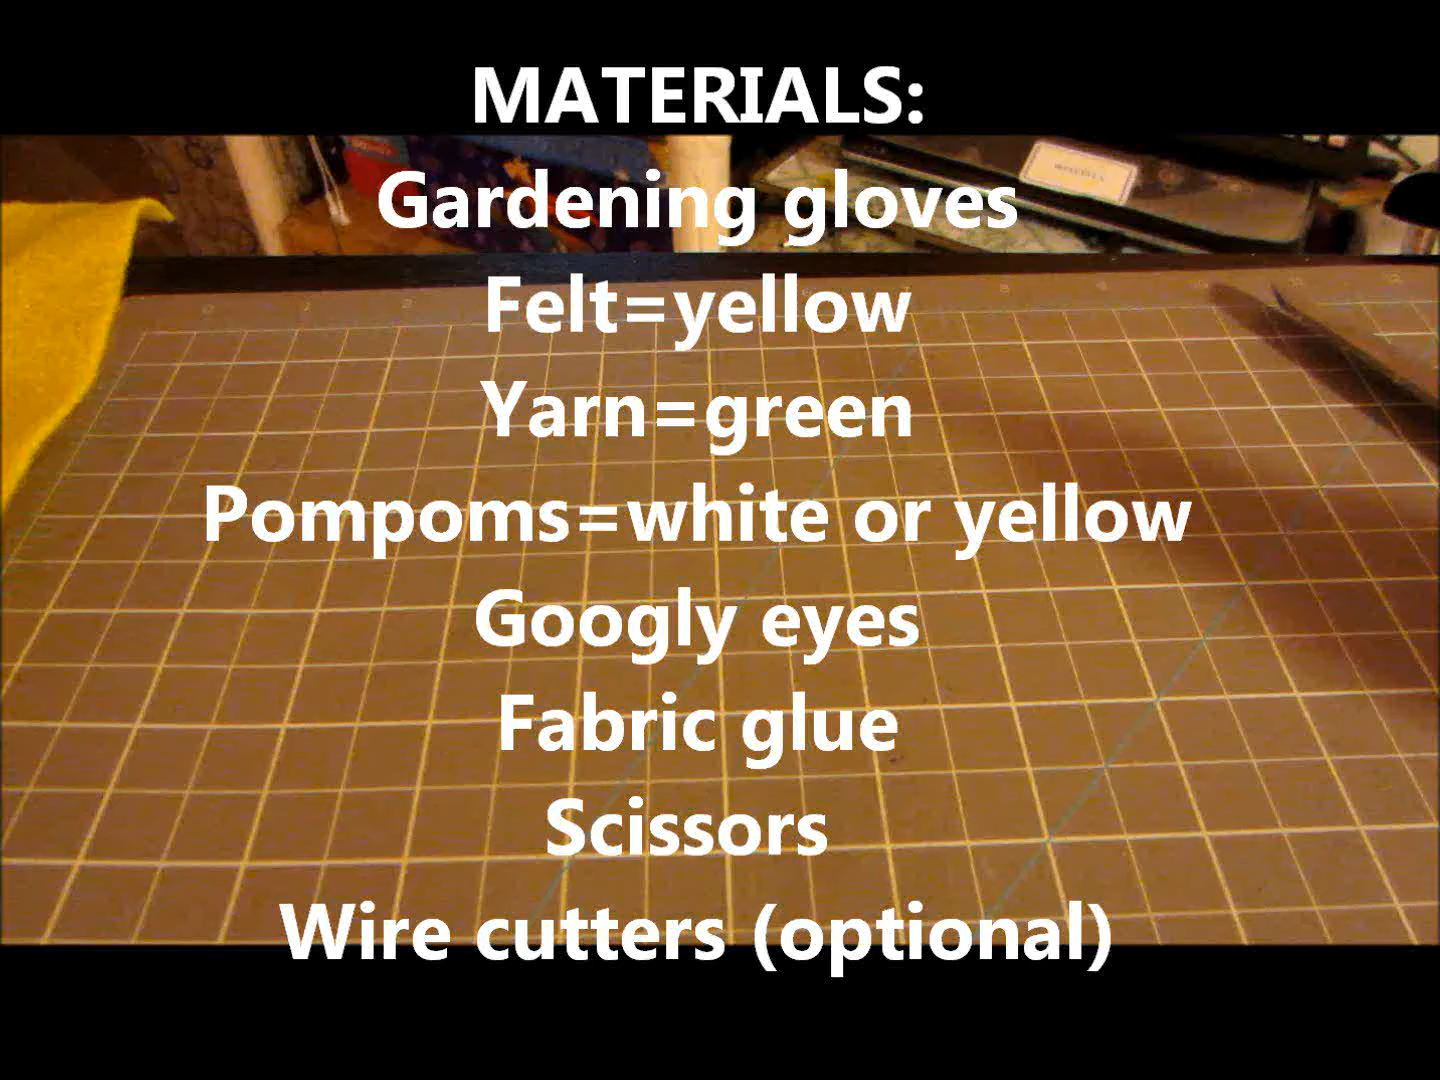 MATERIALS:
Gardening gloves
Felt=yellow
Yarn=green
Pompoms=white or yellow
Googly eyes
Fabric glue
Scissors
Wire cutters (optional)